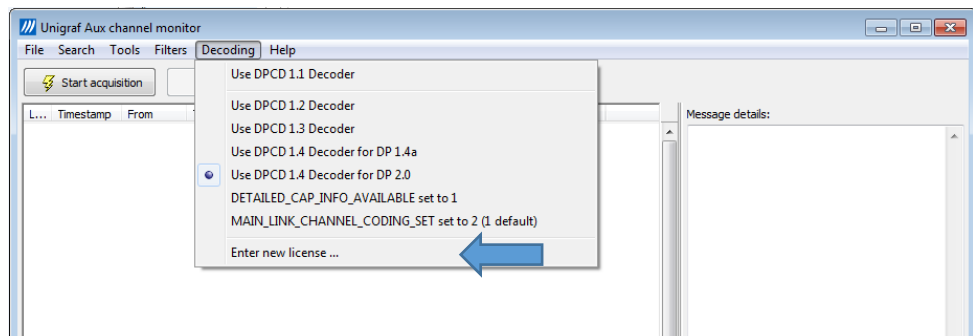 Unigraf Aux channel monitor
File Search Tools Filters Decoding Help
Start acquisition
Use DPCD 1.1 Decoder
Use DPCD 1.2 Decoder
Use DPCD 1.3 Decoder
Use DPCD 1.4 Decoder for DP 1.4a
Use DPCD 1.4 Decoder for DP 2.0
DETAILED_CAP_INFO_AVAILABLE set to 1
MAIN_LINK_CHANNEL_CODING_SET set to 2 (1 default)
Enter new license ...
L... Timestamp From
Message details: